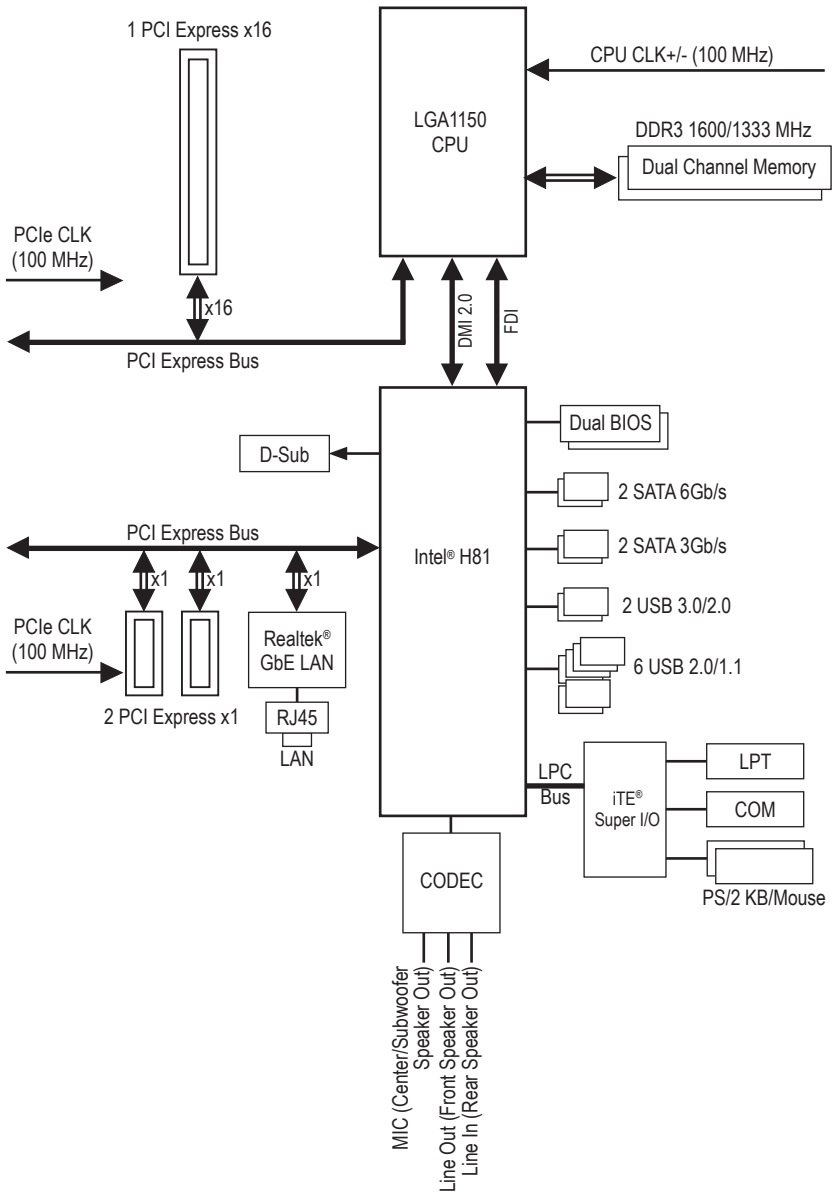 1 PCI Express x16
CPU CLK+/- (100 MHz)
LGA1150
CPU
DDR3 1600/1333 MHz
Dual Channel Memory
PCIe CLK
(100 MHz)
x16
PCI Express Bus
DMI 2.0
FDI
Dual BIOS
D-Sub
2 SATA 6Gb/s
PCI Express Bus
Intel® H81
2 SATA 3Gb/s
x1
x1
x1
2 USB 3.0/2.0
PCIe CLK
(100 MHz)
Realtek®
GbE LAN
6 USB 2.0/1.1
2 PCI Express x1
RJ45
LAN
LPC
Bus
iTE®
Super I/O
LPT
COM
PS/2 KB/Mouse
CODEC
MIC (Center/Subwoofer
Speaker Out)
Line Out (Front Speaker Out)
Line In (Rear Speaker Out)